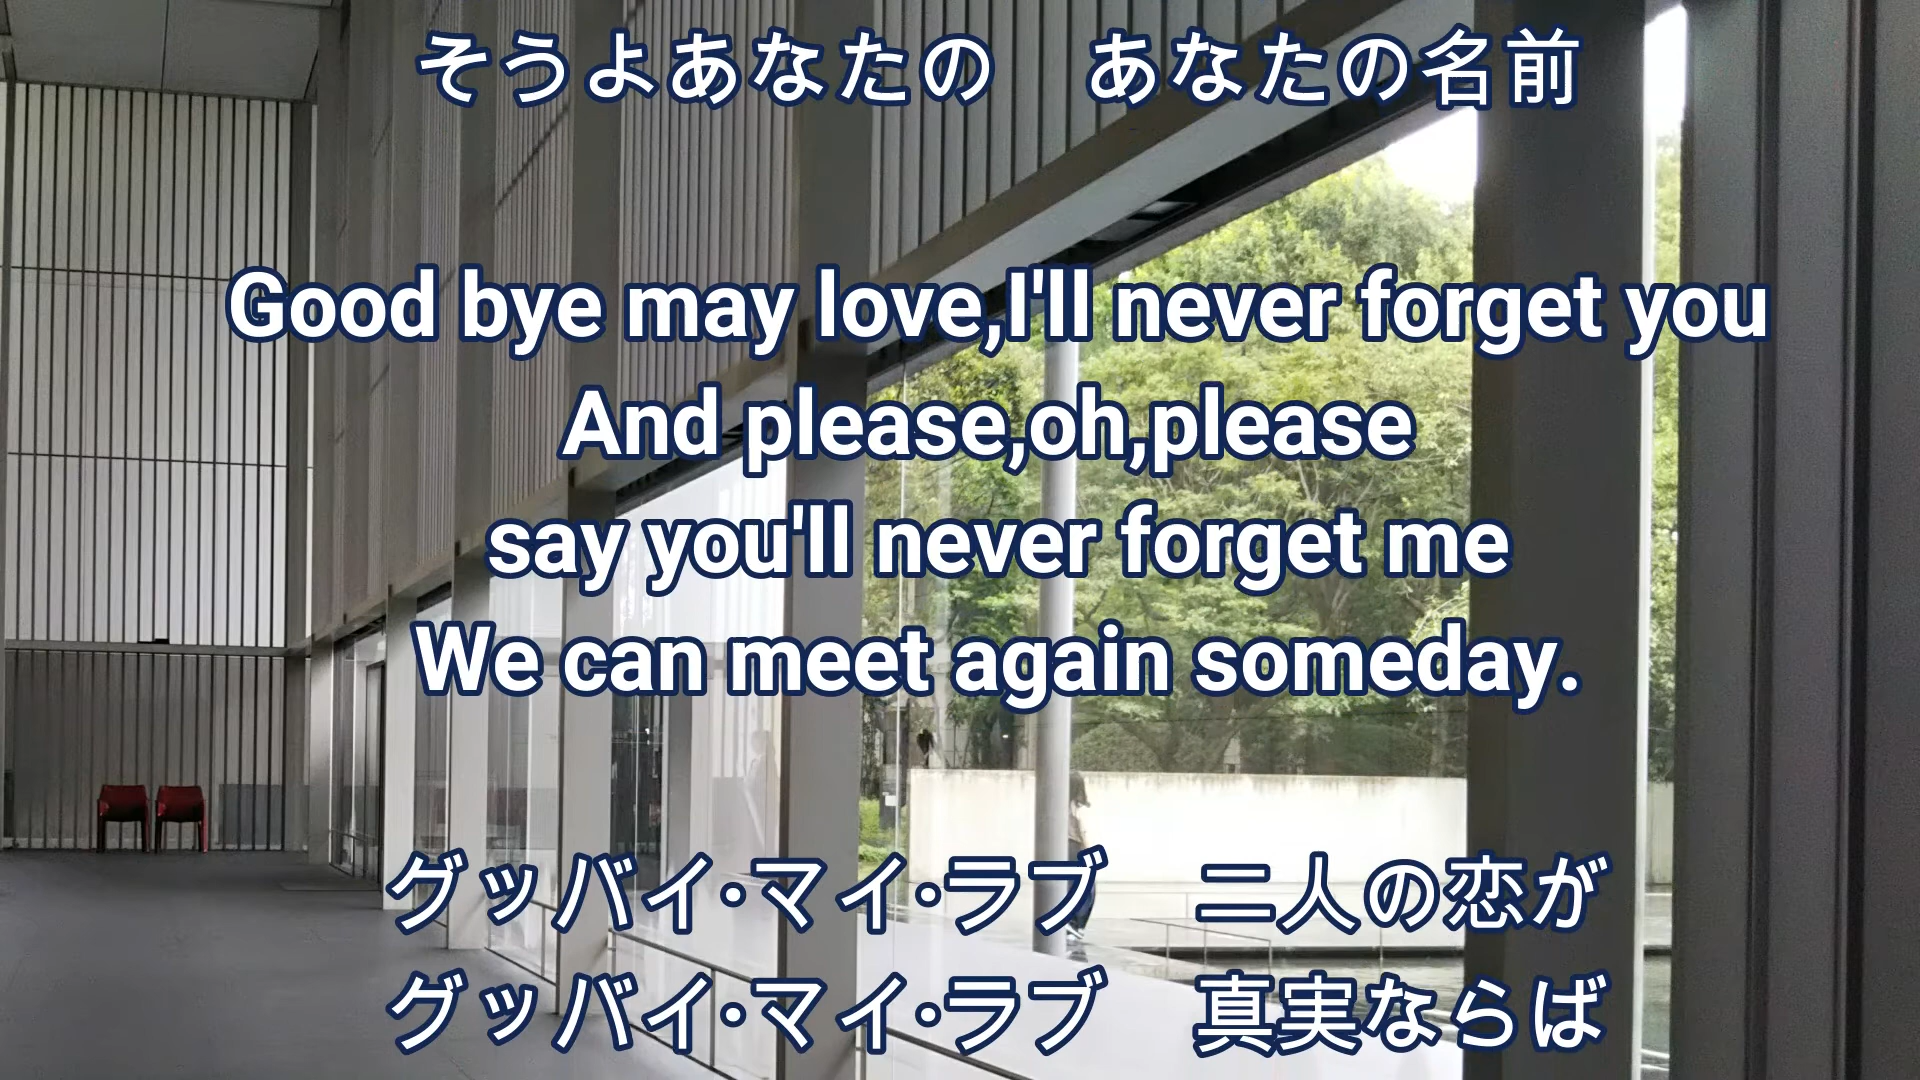 そうよあなたの　あなたの名前
Good bye may love,I'll never forget you
And please,oh,please
say you'll never forget me
We can meet again someday.
グッバイ・マイ・ラブ　二人の恋が
グッバイ・マイ・ラブ　真実ならば